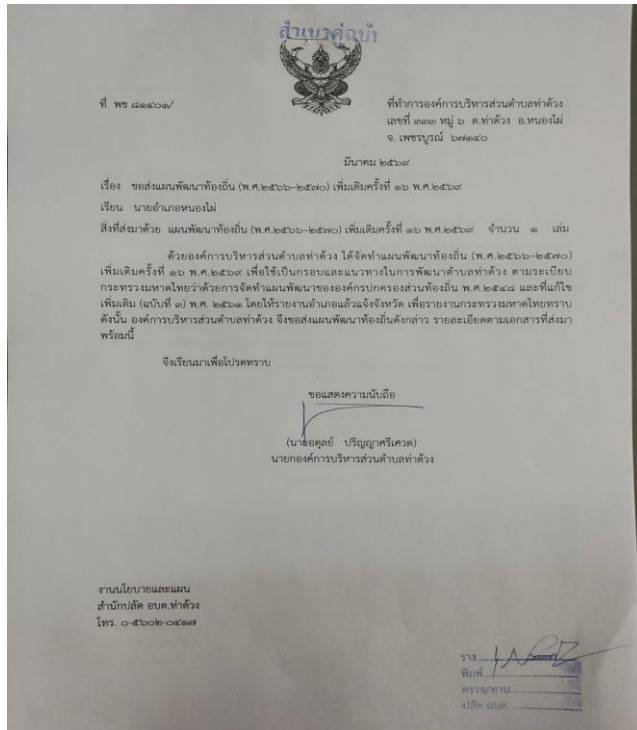 สำเนาคู่ฉบับ
ที่ พช ๘๑๔๐๑/
ที่ทำการองค์การบริหารส่วนตำบลท่าด้วง
เลขที่ ๓๓๓ หมู่ ๖ ต.ท่าด้วง อ.หนองไผ่
จ. เพชรบูรณ์ ๖๗๑๔๐
มีนาคม ๒๕๖๙
เรื่อง ขอส่งแผนพัฒนาท้องถิ่น (พ.ศ.๒๕๖๖–๒๕๗๐) เพิ่มเติมครั้งที่ ๑๖ พ.ศ.๒๕๖๙
เรียน นายอำเภอหนองไผ่
สิ่งที่ส่งมาด้วย แผนพัฒนาท้องถิ่น (พ.ศ.๒๕๖๖–๒๕๗๐) เพิ่มเติมครั้งที่ ๑๖ พ.ศ.๒๕๖๙ จำนวน ๑ เล่ม
ด้วยองค์การบริหารส่วนตำบลท่าด้วง ได้จัดทำแผนพัฒนาท้องถิ่น (พ.ศ.๒๕๖๖–๒๕๗๐)
เพิ่มเติมครั้งที่ ๑๖ พ.ศ.๒๕๖๙ เพื่อใช้เป็นกรอบและแนวทางในการพัฒนาตำบลท่าด้วง ตามระเบียบ
กระทรวงมหาดไทยว่าด้วยการจัดทำแผนพัฒนาขององค์กรปกครองส่วนท้องถิ่น พ.ศ.๒๕๔๘ และที่แก้ไข
เพิ่มเติม (ฉบับที่ ๓) พ.ศ. ๒๕๖๑ โดยให้รายงานอำเภอแล้วแจ้งจังหวัด เพื่อรายงานกระทรวงมหาดไทยทราบ
ดังนั้น องค์การบริหารส่วนตำบลท่าด้วง จึงขอส่งแผนพัฒนาท้องถิ่นดังกล่าว รายละเอียดตามเอกสารที่ส่งมา
พร้อมนี้
จึงเรียนมาเพื่อโปรดทราบ
ขอแสดงความนับถือ
(นายอดุลย์ ปริญญาศรีเศวต)
นายกองค์การบริหารส่วนตำบลท่าด้วง
งานนโยบายและแผน
สำนักปลัด อบต.ท่าด้วง
โทร. ๐-๕๖๐๒-๐๔๑๗
ร่าง
พิมพ์
ตรวจ/ทาน
ปลัด อบต.